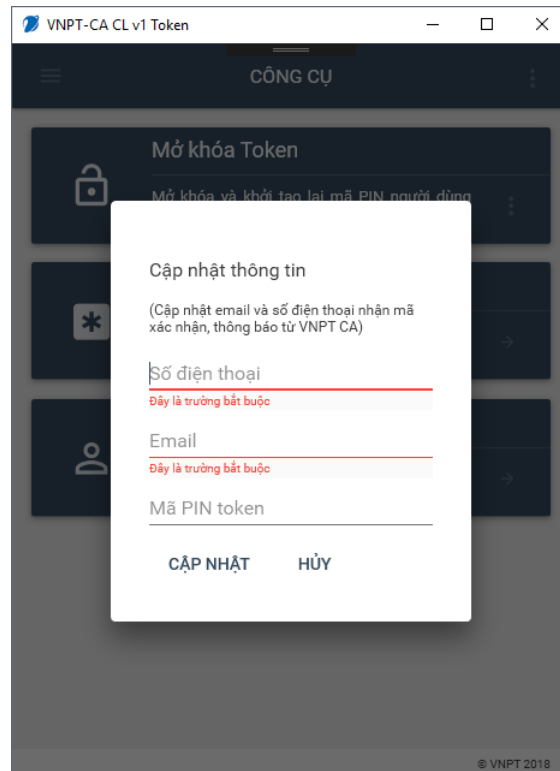 VNPT-CA CL v1 Token
CÔNG CỤ
Mở khóa Token
Mở khóa và khởi tạo lại mã PIN người dùng
Cập nhật thông tin
(Cập nhật email và số điện thoại nhận mã
xác nhận, thông báo từ VNPT CA)
Số điện thoại
Đây là trường bắt buộc
Email
Đây là trường bắt buộc
Mã PIN token
CẬP NHẬT HỦY
© VNPT 2018